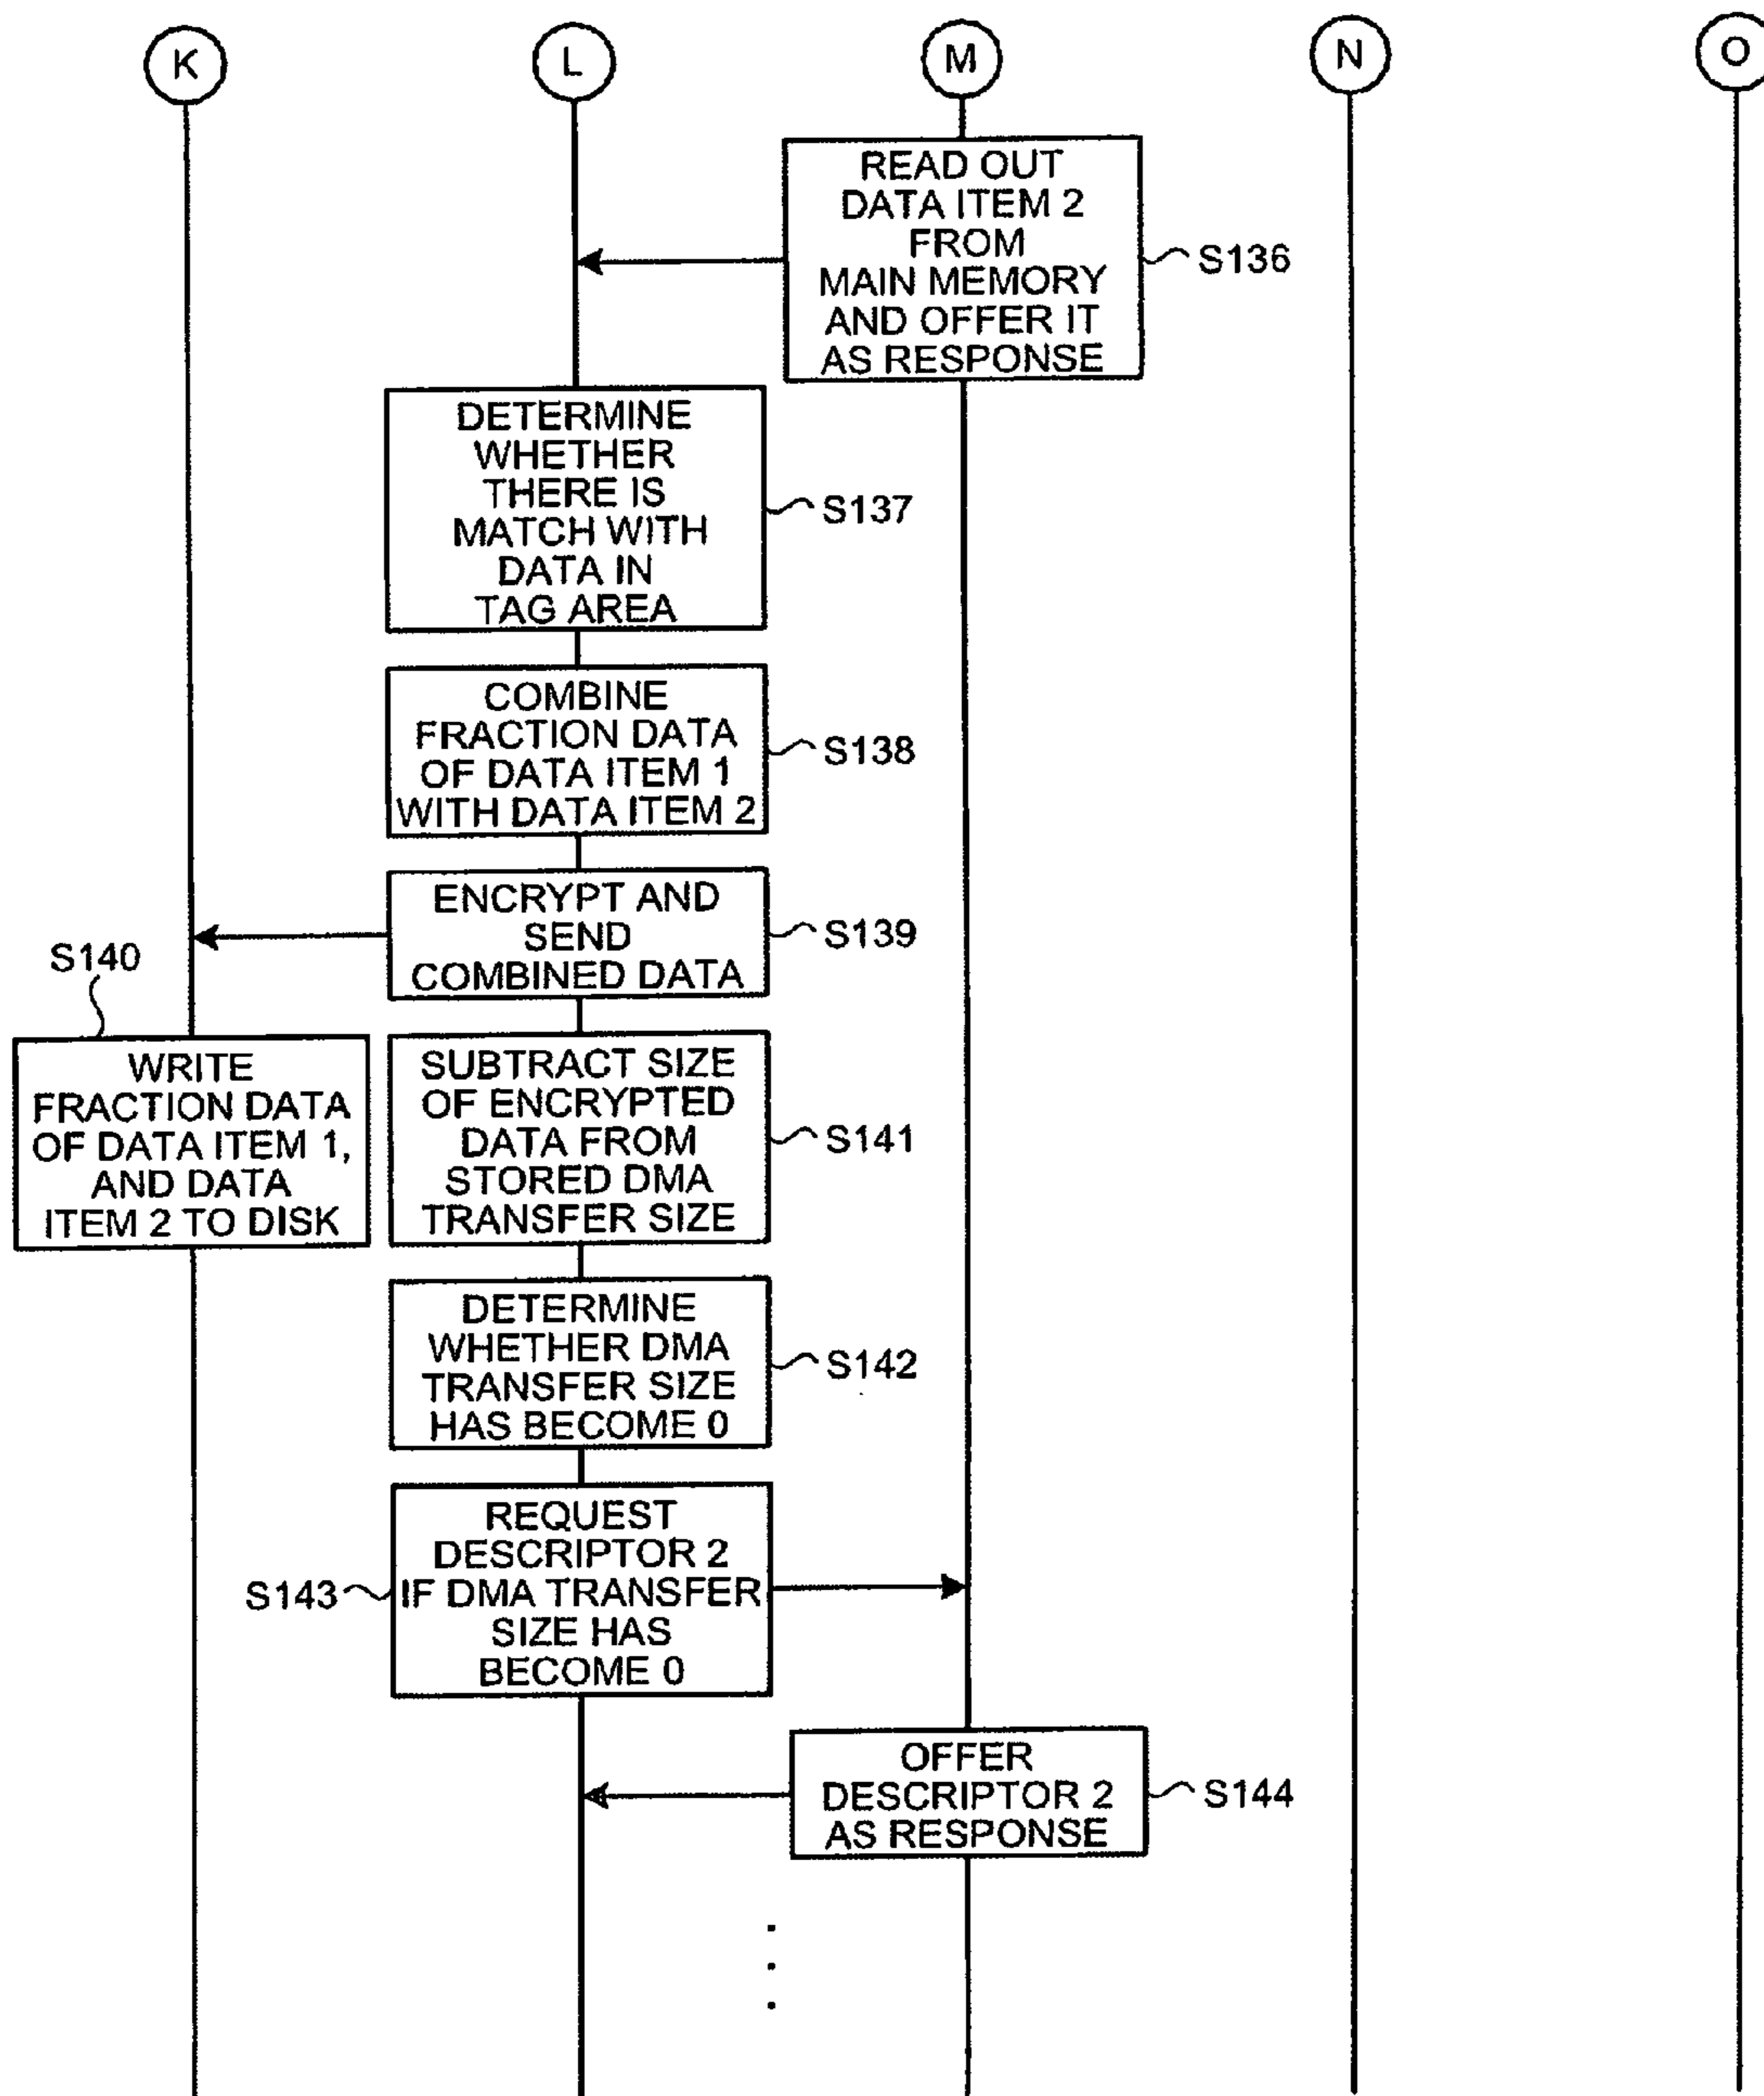 K
L
M
N
O
READ OUT
DATA ITEM 2
FROM
MAIN MEMORY
AND OFFER IT
AS RESPONSE
S136
DETERMINE
WHETHER
THERE IS
MATCH WITH
DATA IN
TAG AREA
S137
COMBINE
FRACTION DATA
OF DATA ITEM 1
WITH DATA ITEM 2
S138
ENCRYPT AND
SEND
COMBINED DATA
S139
S140
WRITE
FRACTION DATA
OF DATA ITEM 1,
AND DATA
ITEM 2 TO DISK
SUBTRACT SIZE
OF ENCRYPTED
DATA FROM
STORED DMA
TRANSFER SIZE
S141
DETERMINE
WHETHER DMA
TRANSFER SIZE
HAS BECOME 0
S142
REQUEST
DESCRIPTOR 2
IF DMA TRANSFER
SIZE HAS
BECOME 0
S143
OFFER
DESCRIPTOR 2
AS RESPONSE
S144